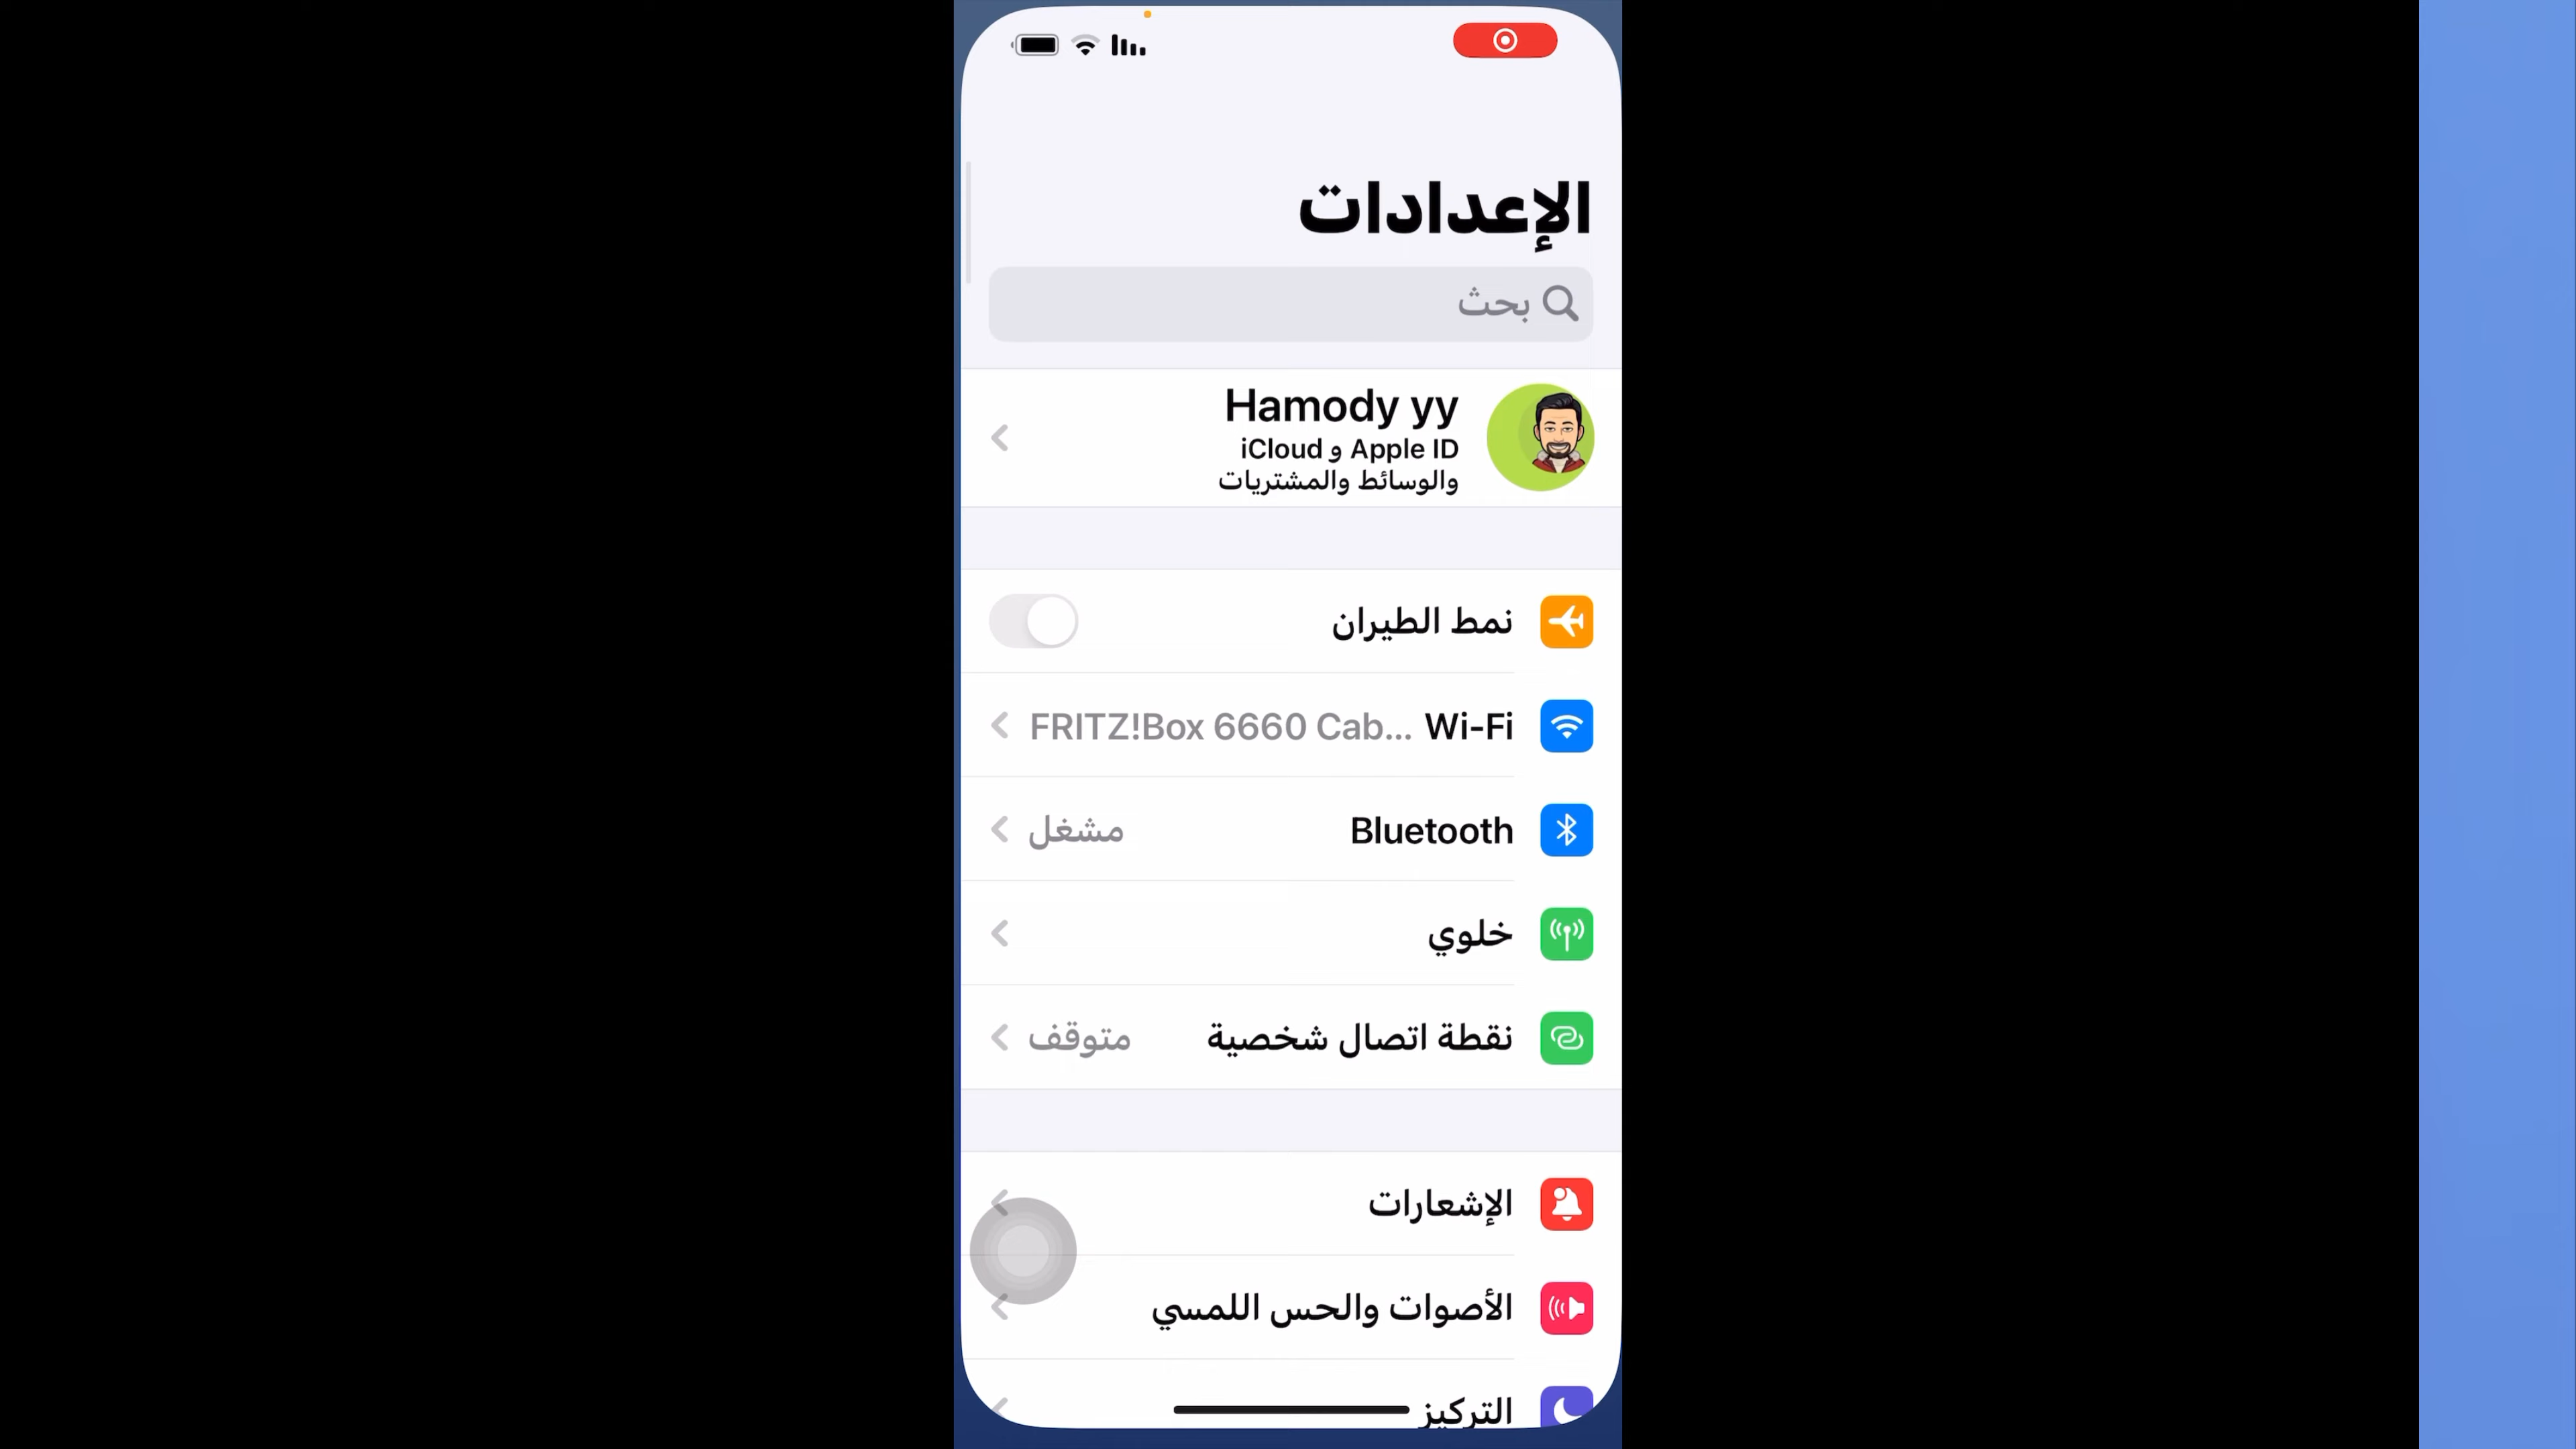 الإعدادات
بحث
Hamody yy
Apple ID و iCloud
والوسائط والمشتريات
نمط الطيران
Wi-Fi FRITZ!Box 6660 Cab...
Bluetooth مشغل
خلوي
نقطة اتصال شخصية متوقف
الإشعارات
الأصوات والحس اللمسي
التركيز